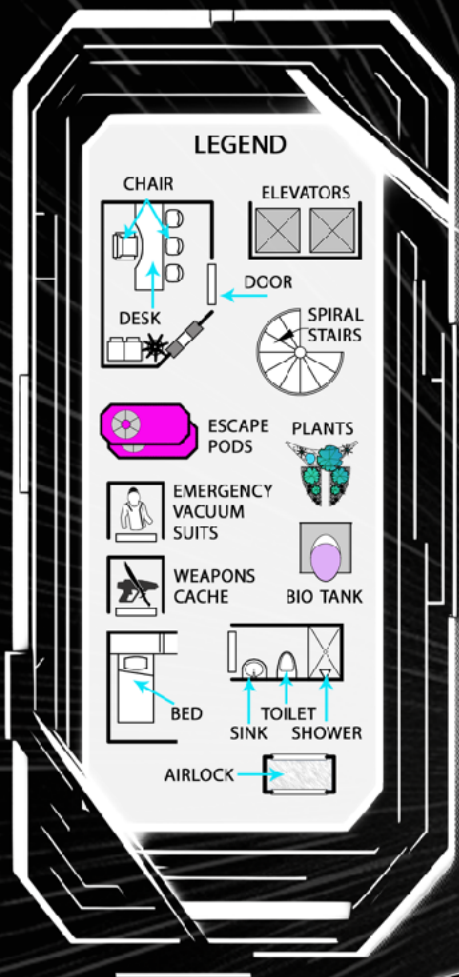 LEGEND
CHAIR
ELEVATORS
DOOR
DESK
SPIRAL
STAIRS
ESCAPE
PODS
PLANTS
EMERGENCY
VACUUM
SUITS
WEAPONS
CACHE
BIO TANK
BED
SINK
TOILET
SHOWER
AIRLOCK